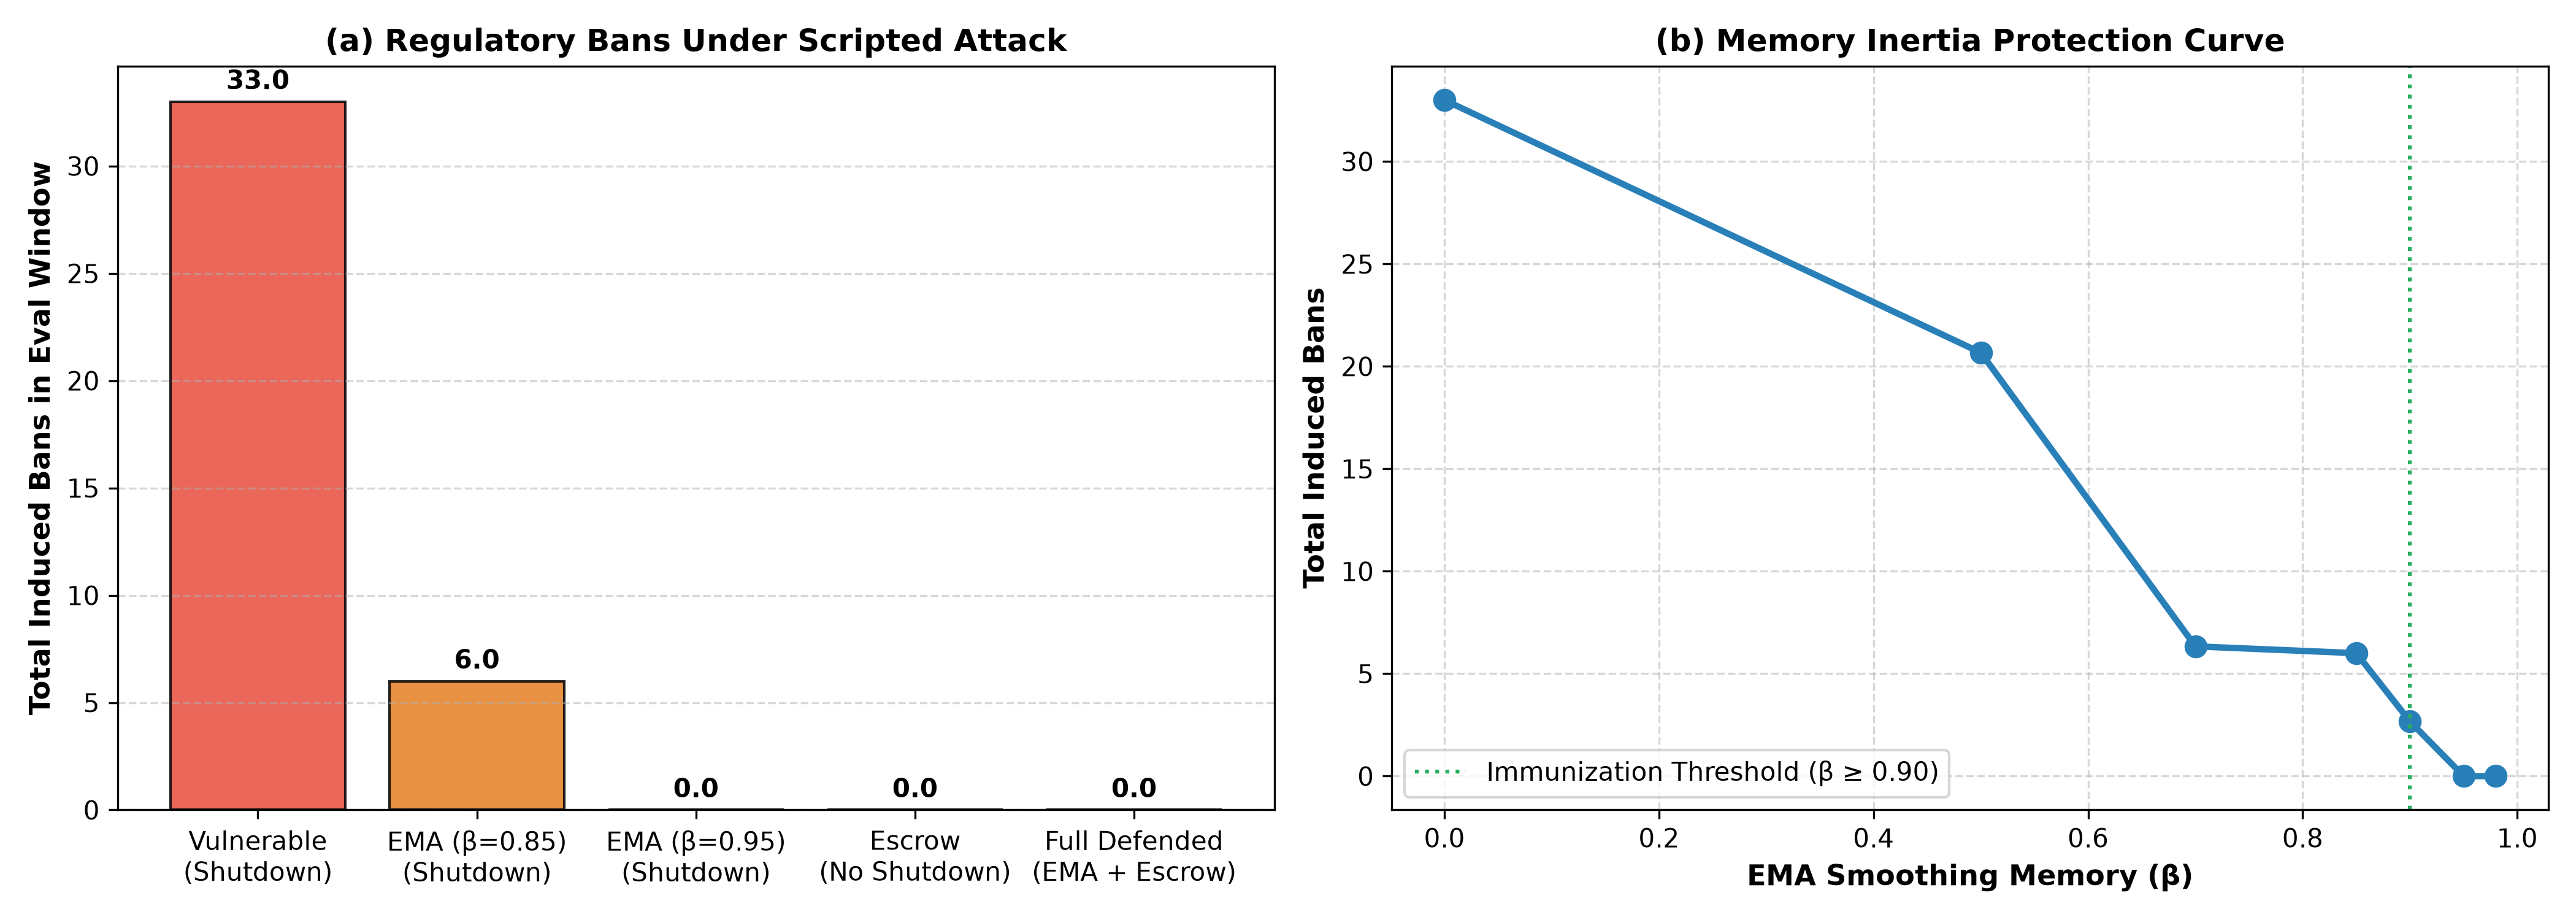 (a) Regulatory Bans Under Scripted Attack
Total Induced Bans in Eval Window
30
25
20
15
10
5
0
33.0
6.0
0.0
0.0
0.0
Vulnerable
(Shutdown)
EMA (β=0.85)
(Shutdown)
EMA (β=0.95)
(Shutdown)
Escrow
(No Shutdown)
Full Defended
(EMA + Escrow)
(b) Memory Inertia Protection Curve
Total Induced Bans
30
25
20
15
10
5
0
Immunization Threshold (β ≥ 0.90)
0.0
0.2
0.4
0.6
0.8
1.0
EMA Smoothing Memory (β)